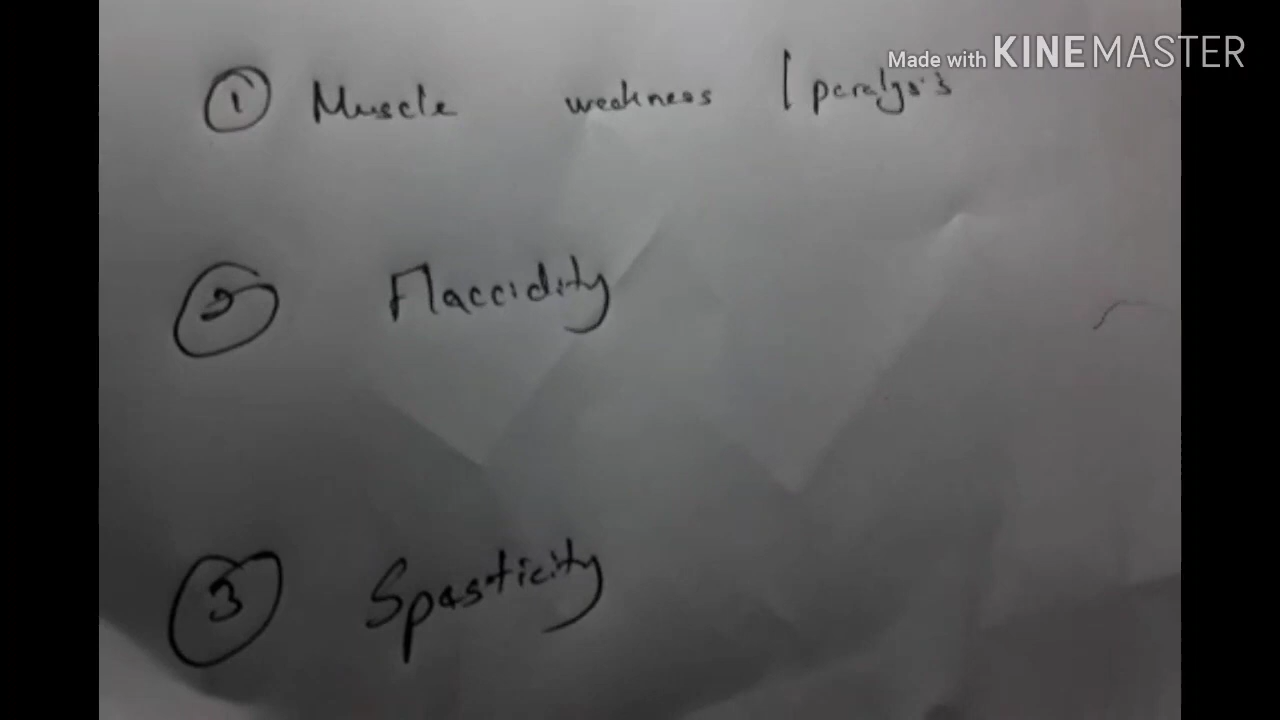 Made with KINEMASTER
① Muscle weakness / paralysis
② Flaccidity
③ Spasticity